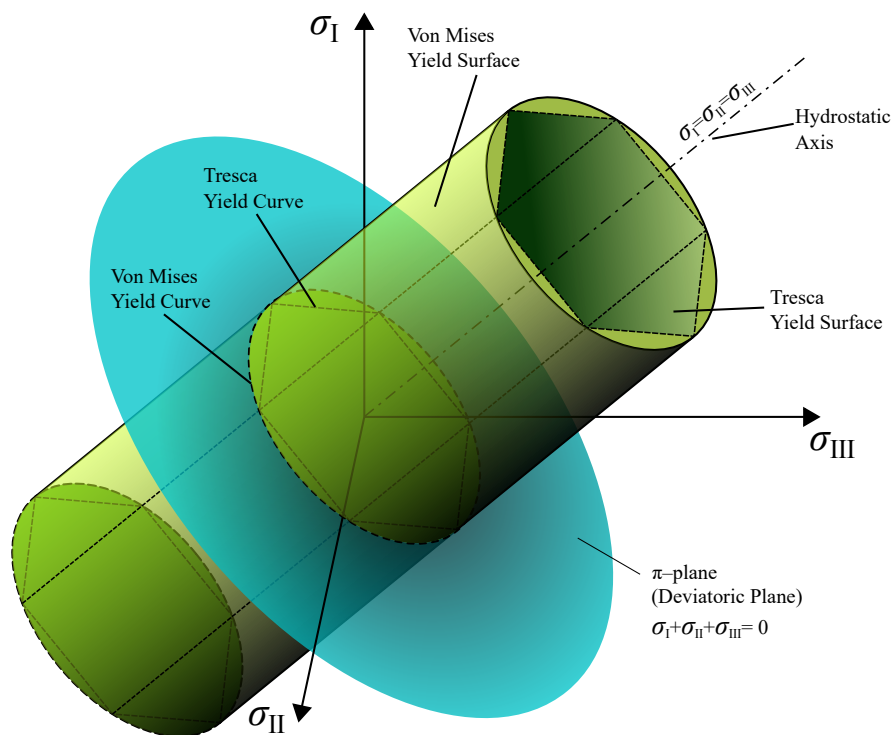 σI
Von Mises
Yield Surface
σI=σII=σIII
Hydrostatic
Axis
Tresca
Yield Curve
Von Mises
Yield Curve
Tresca
Yield Surface
σIII
π–plane
(Deviatoric Plane)
σI+σII+σIII= 0
σII